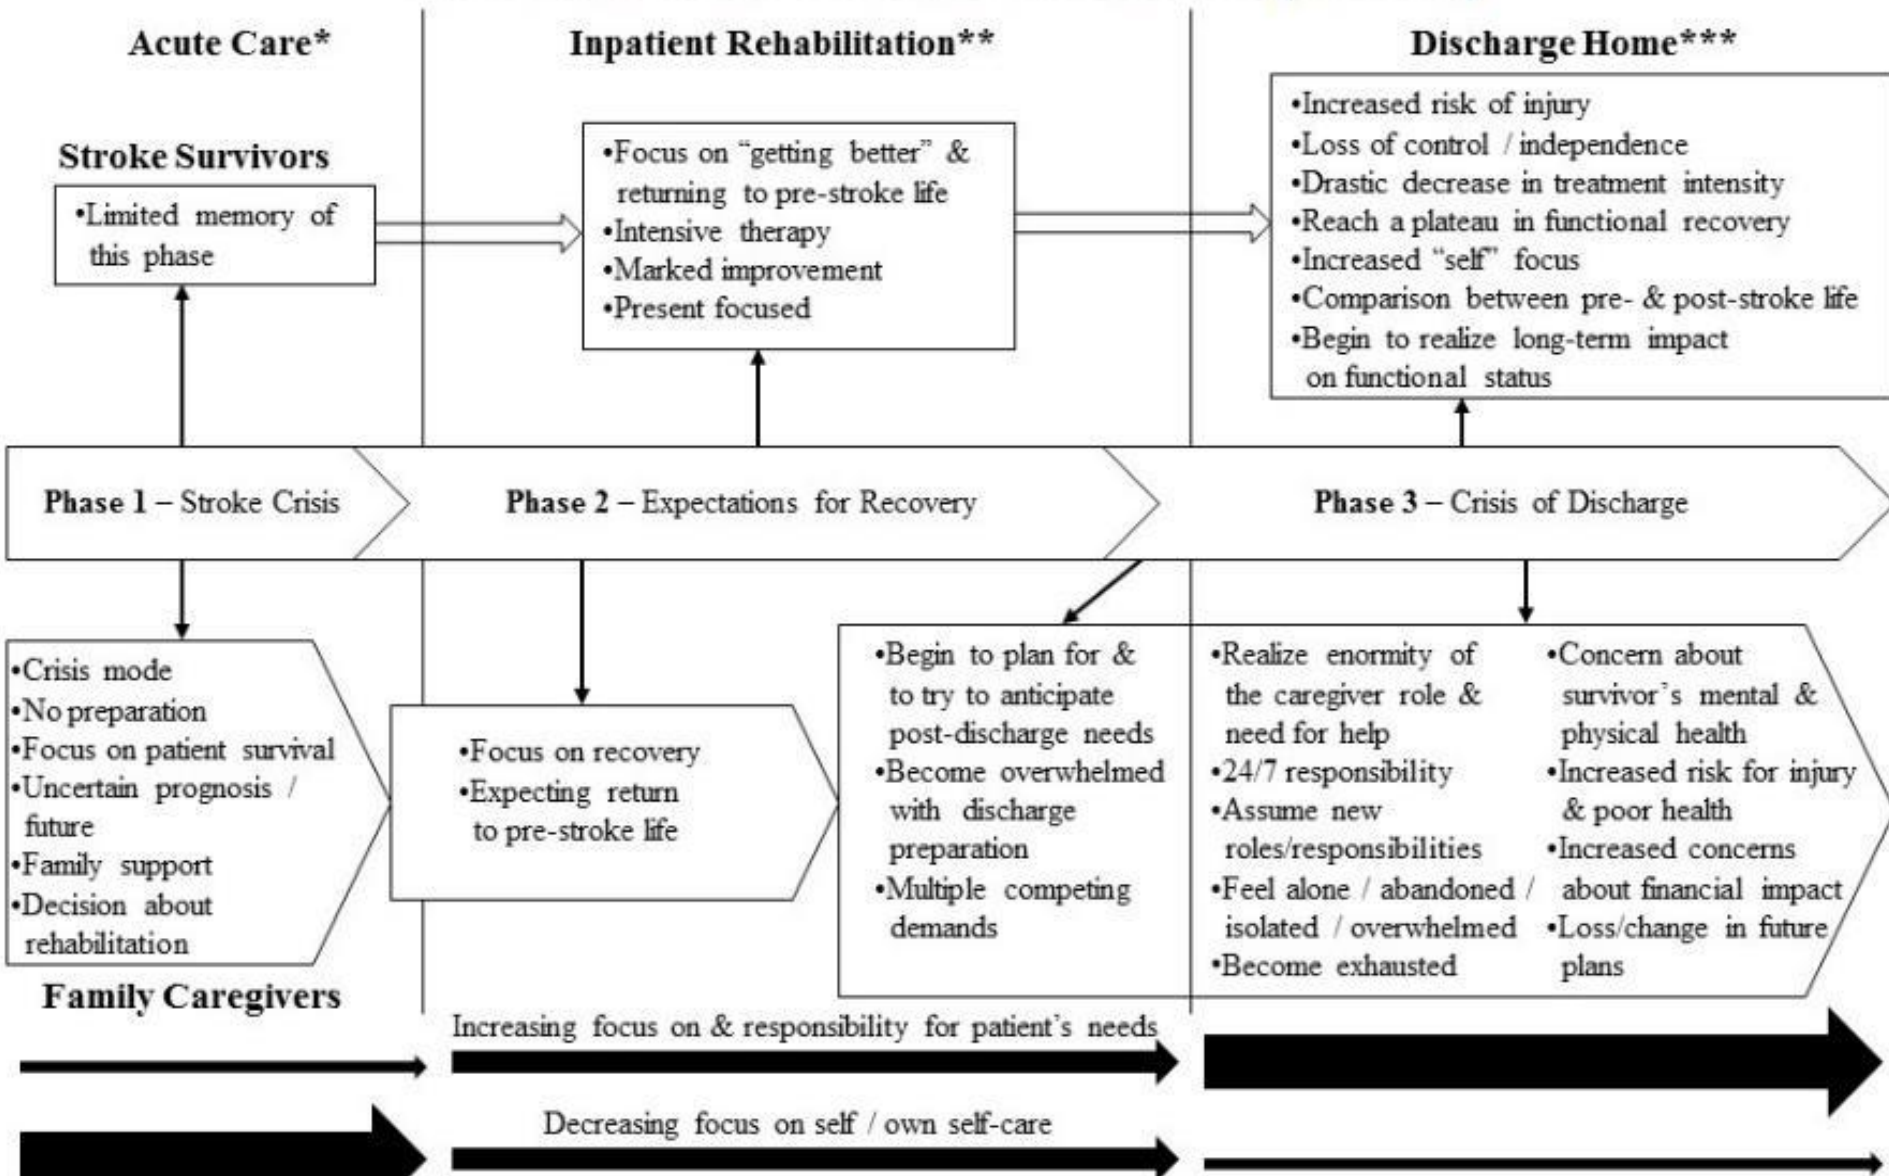 Acute Care*
Inpatient Rehabilitation**
Discharge Home***
Stroke Survivors
•Limited memory of
this phase
•Focus on “getting better” &
returning to pre-stroke life
•Intensive therapy
•Marked improvement
•Present focused
•Increased risk of injury
•Loss of control / independence
•Drastic decrease in treatment intensity
•Reach a plateau in functional recovery
•Increased “self” focus
•Comparison between pre- & post-stroke life
•Begin to realize long-term impact
on functional status
Phase 1 – Stroke Crisis
Phase 2 – Expectations for Recovery
Phase 3 – Crisis of Discharge
•Crisis mode
•No preparation
•Focus on patient survival
•Uncertain prognosis /
future
•Family support
•Decision about
rehabilitation
•Focus on recovery
•Expecting return
to pre-stroke life
•Begin to plan for &
to try to anticipate
post-discharge needs
•Become overwhelmed
with discharge
preparation
•Multiple competing
demands
•Realize enormity of
the caregiver role &
need for help
•24/7 responsibility
•Assume new
roles/responsibilities
•Feel alone / abandoned /
isolated / overwhelmed
•Become exhausted
•Concern about
survivor’s mental &
physical health
•Increased risk for injury
& poor health
•Increased concerns
about financial impact
•Loss/change in future
plans
Family Caregivers
Increasing focus on & responsibility for patient’s needs
Decreasing focus on self / own self-care